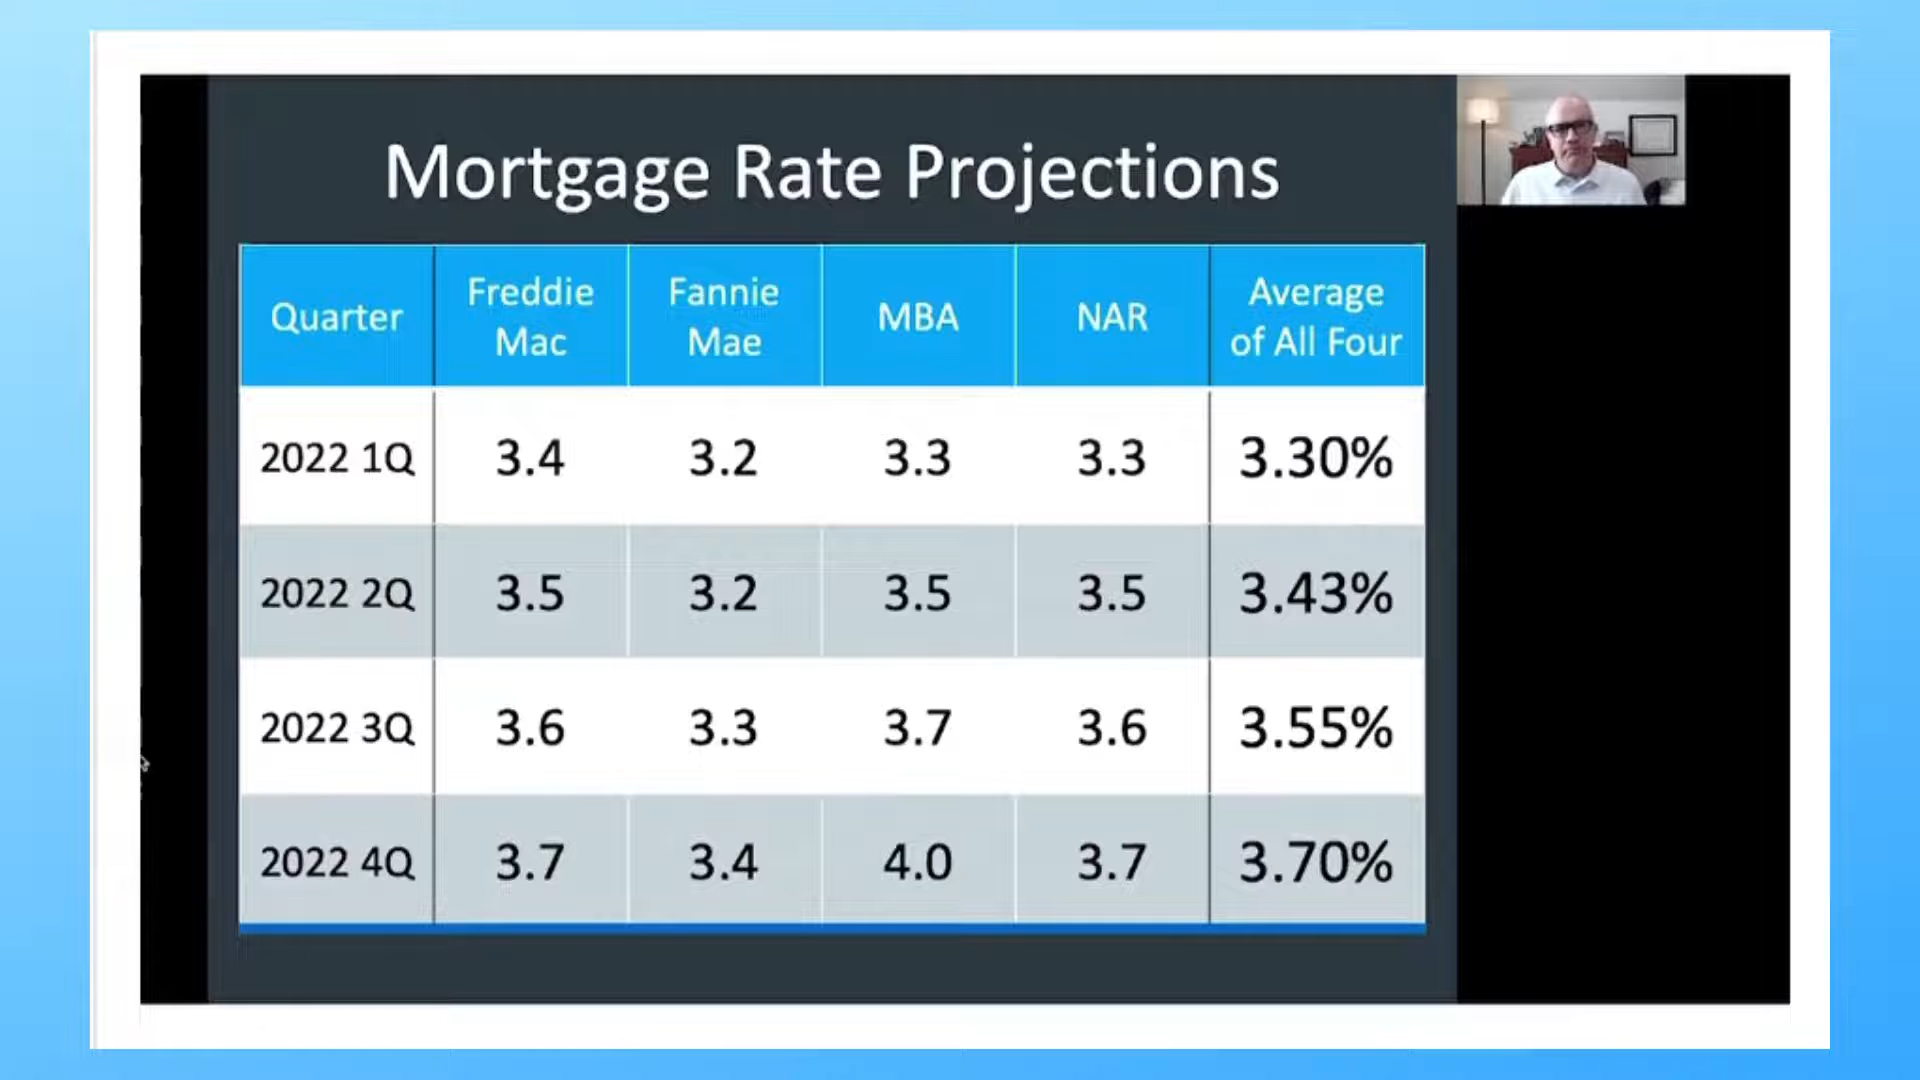 Mortgage Rate Projections
Quarter Freddie Mac Fannie Mae MBA NAR Average of All Four
2022 1Q 3.4 3.2 3.3 3.3 3.30%
2022 2Q 3.5 3.2 3.5 3.5 3.43%
2022 3Q 3.6 3.3 3.7 3.6 3.55%
2022 4Q 3.7 3.4 4.0 3.7 3.70%